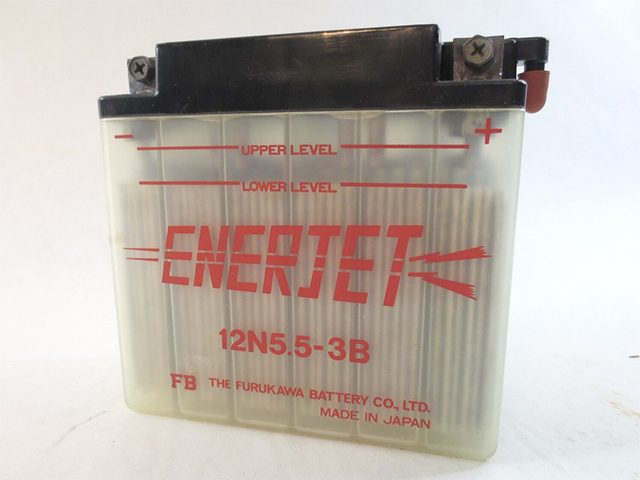 - +
UPPER LEVEL
LOWER LEVEL
ENERJET
12N5.5-3B
FB THE FURUKAWA BATTERY CO., LTD.
MADE IN JAPAN